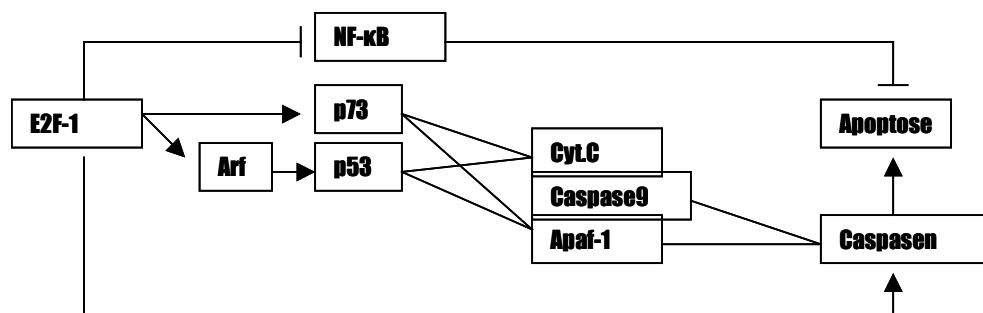 NF-κB
E2F-1
p73
Apoptose
Arf
p53
Cyt.C
Caspase9
Apaf-1
Caspasen